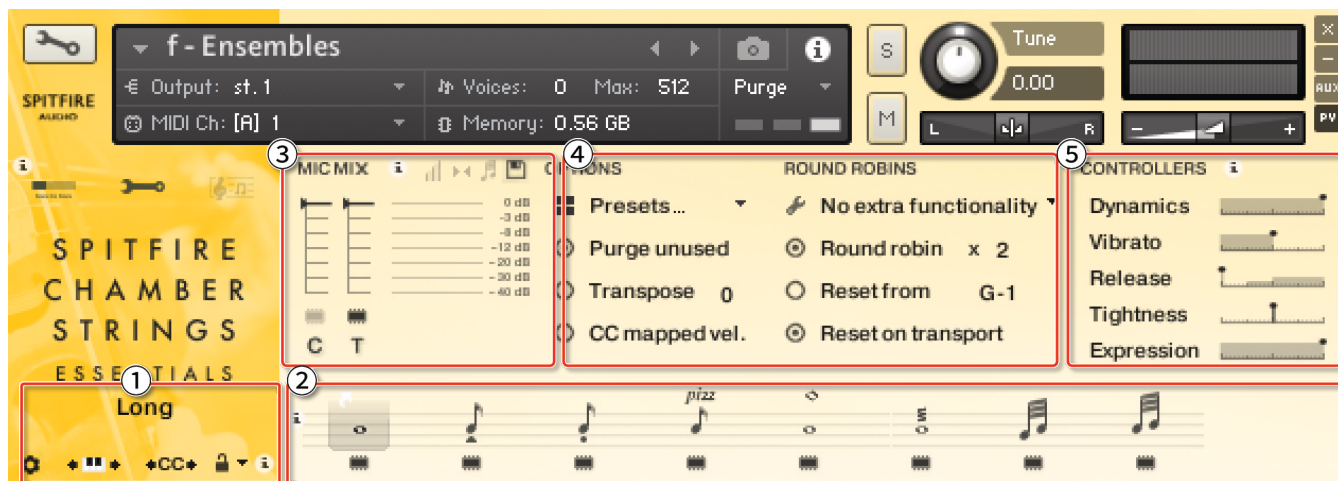 f - Ensembles
Output: st. 1
Voices: 0 Max: 512
Purge
MIDI Ch: [A] 1
Memory: 0.56 GB
S
M
Tune
0.00
L
R
-
+
×
-
AUX
PV
SPITFIRE
AUDIO
SPITFIRE
CHAMBER
STRINGS
ESSENTIALS
1
Long
CC
3
MIC MIX
0 dB
-3 dB
-12 dB
-20 dB
-30 dB
-40 dB
C T
4
OPTIONS
Presets...
Purge unused
Transpose 0
CC mapped vel.
ROUND ROBINS
No extra functionality
Round robin x 2
Reset from G-1
Reset on transport
5
CONTROLLERS
Dynamics
Vibrato
Release
Tightness
Expression
2
pizz